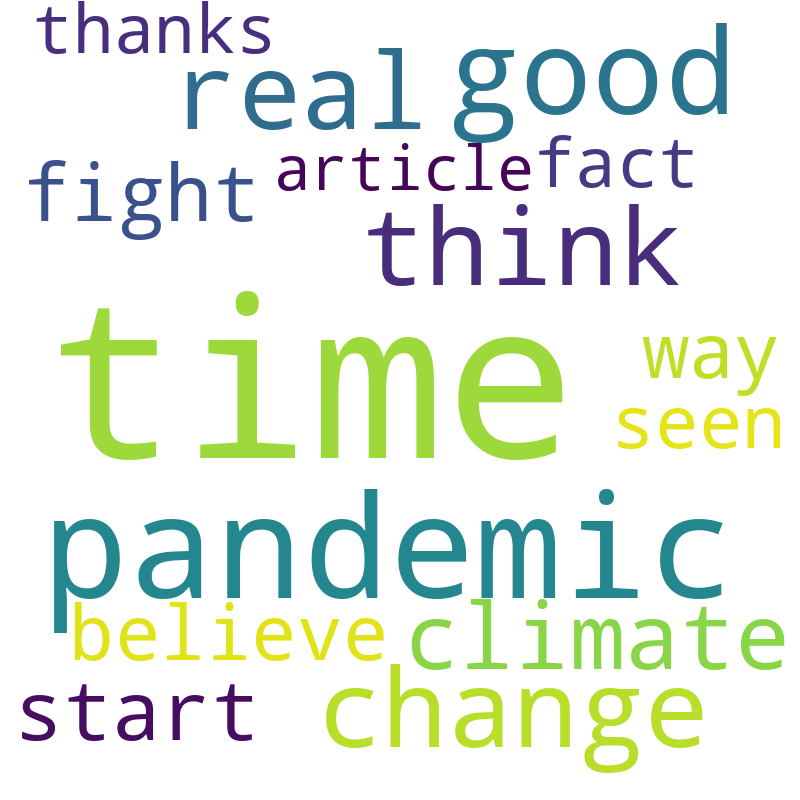 thanks
real good
fight article fact
think
time
way
seen
pandemic
believe climate
start change